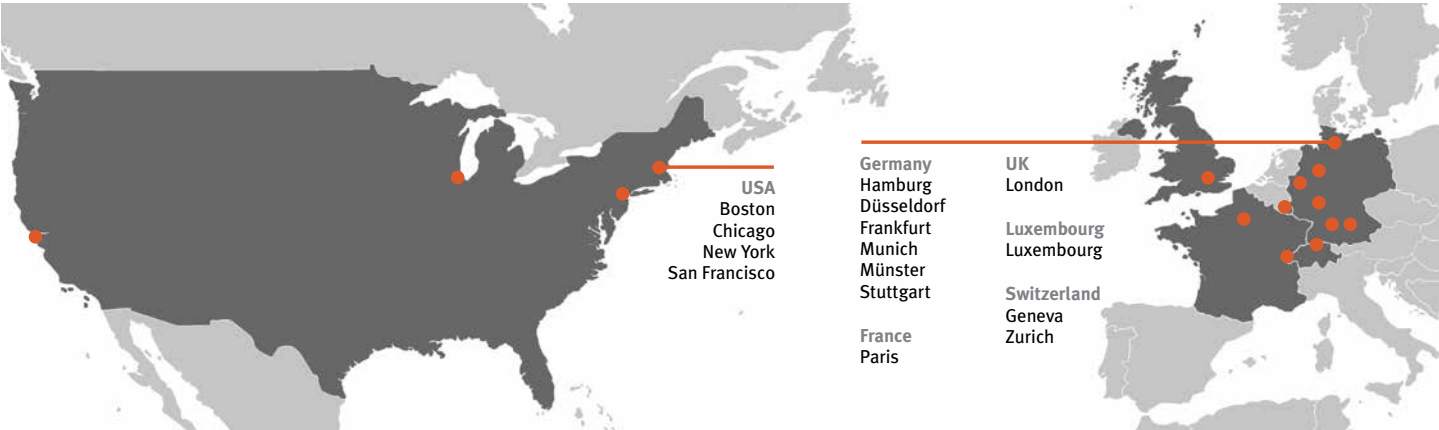 USA
Boston
Chicago
New York
San Francisco
Germany
Hamburg
Düsseldorf
Frankfurt
Munich
Münster
Stuttgart
France
Paris
UK
London
Luxembourg
Luxembourg
Switzerland
Geneva
Zurich